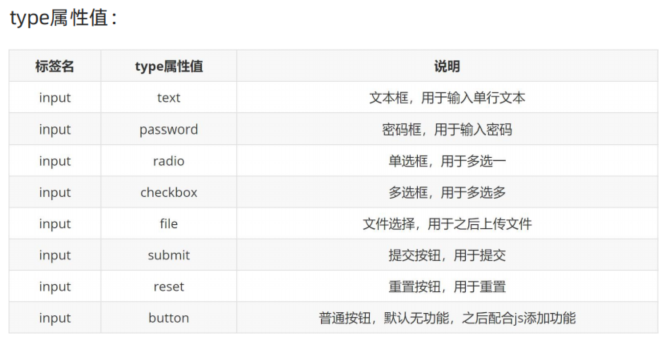 type属性值：
标签名 type属性值 说明
input text 文本框，用于输入单行文本
input password 密码框，用于输入密码
input radio 单选框，用于多选一
input checkbox 多选框，用于多选多
input file 文件选择，用于之后上传文件
input submit 提交按钮，用于提交
input reset 重置按钮，用于重置
input button 普通按钮，默认无功能，之后配合js添加功能